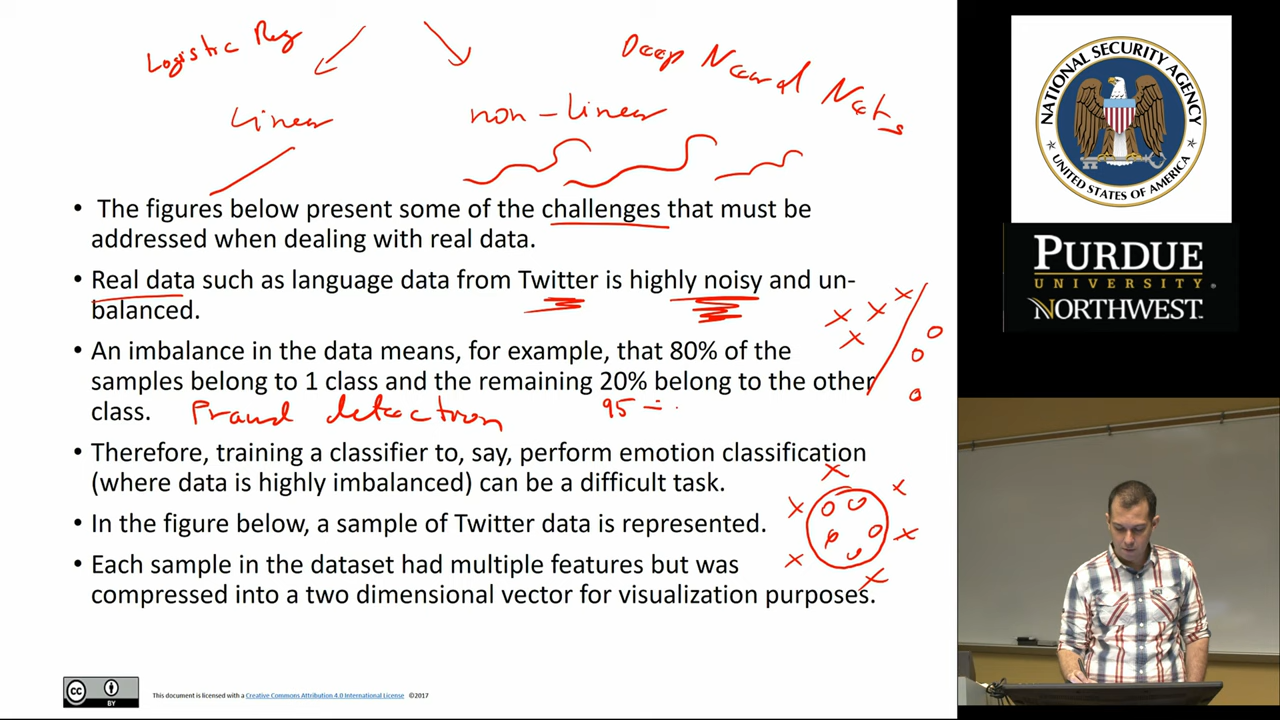 Logistic Reg
Deep Neural Nets
Linear
non-Linear
• The figures below present some of the challenges that must be
addressed when dealing with real data.
• Real data such as language data from Twitter is highly noisy and un-
balanced.
• An imbalance in the data means, for example, that 80% of the
samples belong to 1 class and the remaining 20% belong to the other
class.
Fraud detection
95 -
• Therefore, training a classifier to, say, perform emotion classification
(where data is highly imbalanced) can be a difficult task.
• In the figure below, a sample of Twitter data is represented.
• Each sample in the dataset had multiple features but was
compressed into a two dimensional vector for visualization purposes.
cc BY
This document is licensed with a Creative Commons Attribution 4.0 International License ©2017
NATIONAL SECURITY AGENCY
UNITED STATES OF AMERICA
PURDUE
UNIVERSITY
NORTHWEST